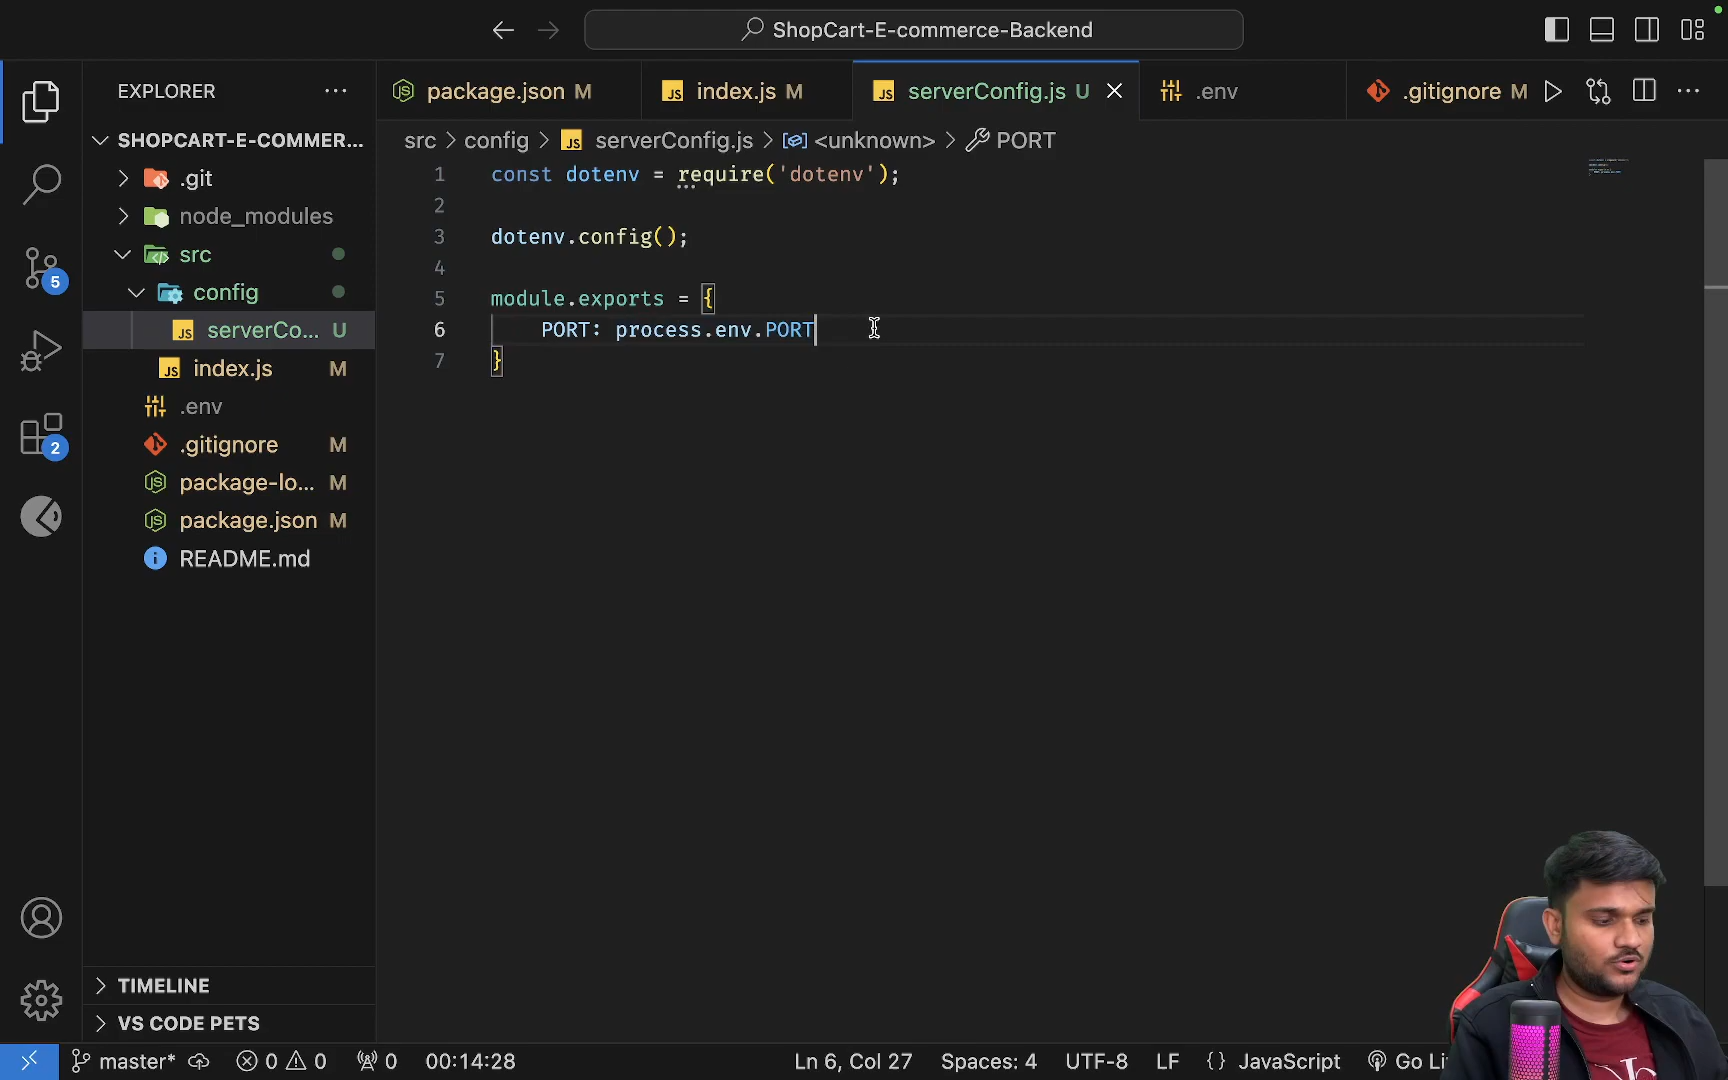 ShopCart-E-commerce-Backend
EXPLORER
package.json M
index.js M
serverConfig.js U
.env
.gitignore M
SHOPCART-E-COMMER...
src
config
serverConfig.js
<unknown>
PORT
.git
node_modules
src
config
serverCo... U
index.js M
.env
.gitignore M
package-lo... M
package.json M
README.md
1 const dotenv = require('dotenv');
2
3 dotenv.config();
4
5 module.exports = {
6 PORT: process.env.PORT
7 }
5
2
TIMELINE
VS CODE PETS
master*
0
0
0
00:14:28
Ln 6, Col 27
Spaces: 4
UTF-8
LF
{} JavaScript
Go Li